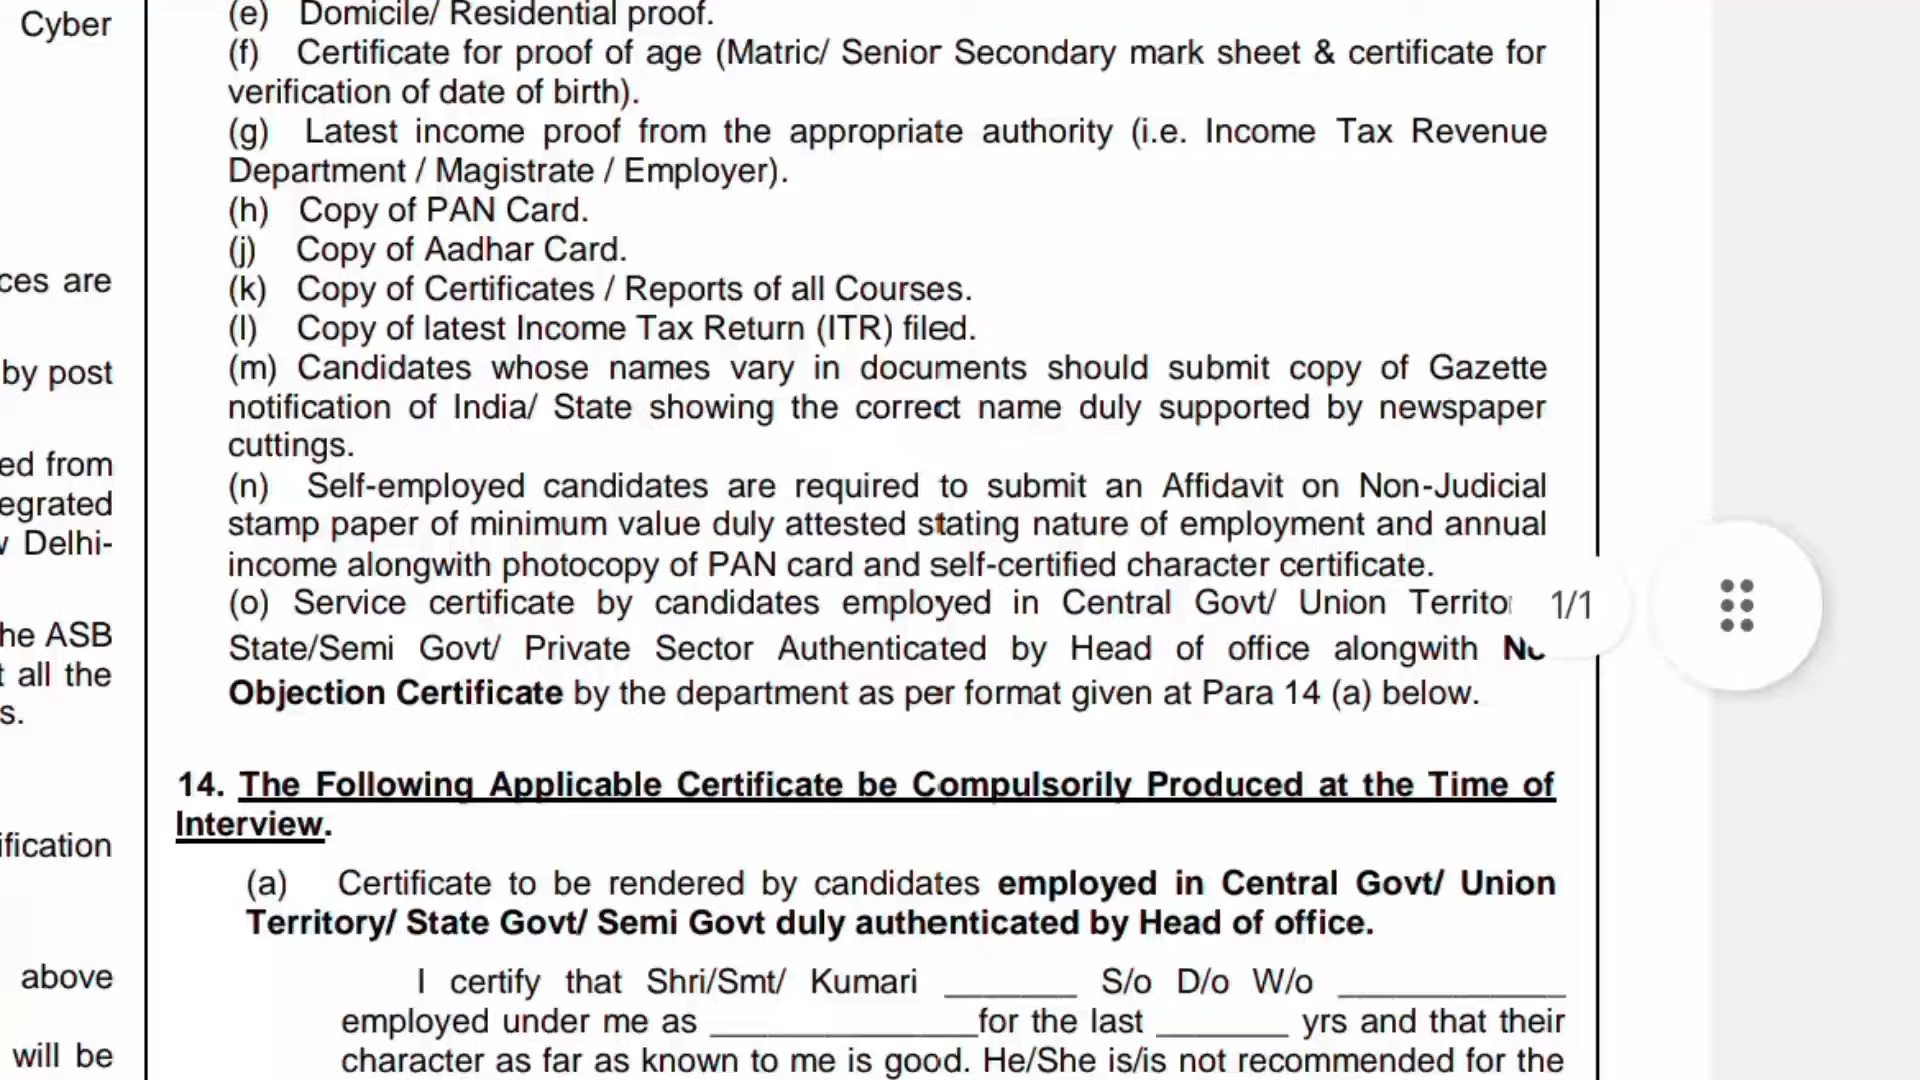 Cyber
ces are
by post
ed from
egrated
Delhi-
he ASB
all the
s.
ification
above
will be
(e) Domicile/ Residential proof.
(f) Certificate for proof of age (Matric/ Senior Secondary mark sheet & certificate for
verification of date of birth).
(g) Latest income proof from the appropriate authority (i.e. Income Tax Revenue
Department / Magistrate / Employer).
(h) Copy of PAN Card.
(j) Copy of Aadhar Card.
(k) Copy of Certificates / Reports of all Courses.
(l) Copy of latest Income Tax Return (ITR) filed.
(m) Candidates whose names vary in documents should submit copy of Gazette
notification of India/ State showing the correct name duly supported by newspaper
cuttings.
(n) Self-employed candidates are required to submit an Affidavit on Non-Judicial
stamp paper of minimum value duly attested stating nature of employment and annual
income alongwith photocopy of PAN card and self-certified character certificate.
(o) Service certificate by candidates employed in Central Govt/ Union Territo
State/Semi Govt/ Private Sector Authenticated by Head of office alongwith No
Objection Certificate by the department as per format given at Para 14 (a) below.
1/1
14. The Following Applicable Certificate be Compulsorily Produced at the Time of
Interview.
(a) Certificate to be rendered by candidates employed in Central Govt/ Union
Territory/ State Govt/ Semi Govt duly authenticated by Head of office.
I certify that Shri/Smt/ Kumari _______ S/o D/o W/o ____________
employed under me as ______________for the last _______ yrs and that their
character as far as known to me is good. He/She is/is not recommended for the